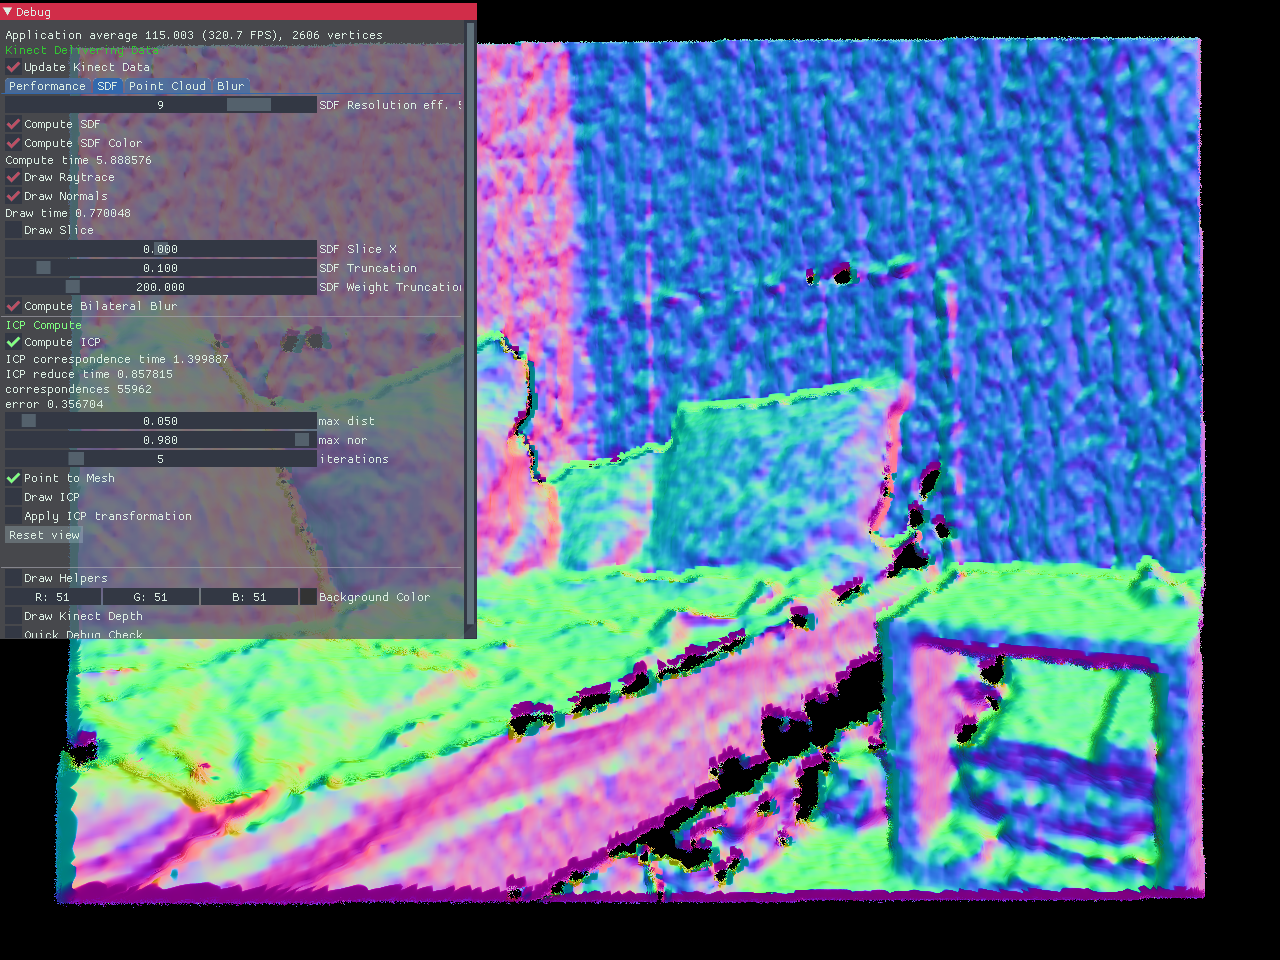 Debug
Application average 115.003 (320.7 FPS), 2606 vertices
Kinect Delivering Data
Update Kinect Data
Performance SDF Point Cloud Blur
9 SDF Resolution eff.
Compute SDF
Compute SDF Color
Compute time 5.888576
Draw Raytrace
Draw Normals
Draw time 0.770048
Draw Slice
0.000 SDF Slice X
0.100 SDF Truncation
200.000 SDF Weight Truncatio
Compute Bilateral Blur
ICP Compute
Compute ICP
ICP correspondence time 1.399887
ICP reduce time 0.857815
correspondences 55962
error 0.356704
0.050 max dist
0.980 max nor
5 iterations
Point to Mesh
Draw ICP
Apply ICP transformation
Reset view
Draw Helpers
R: 51 G: 51 B: 51 Background Color
Draw Kinect Depth
Quick Debug Check